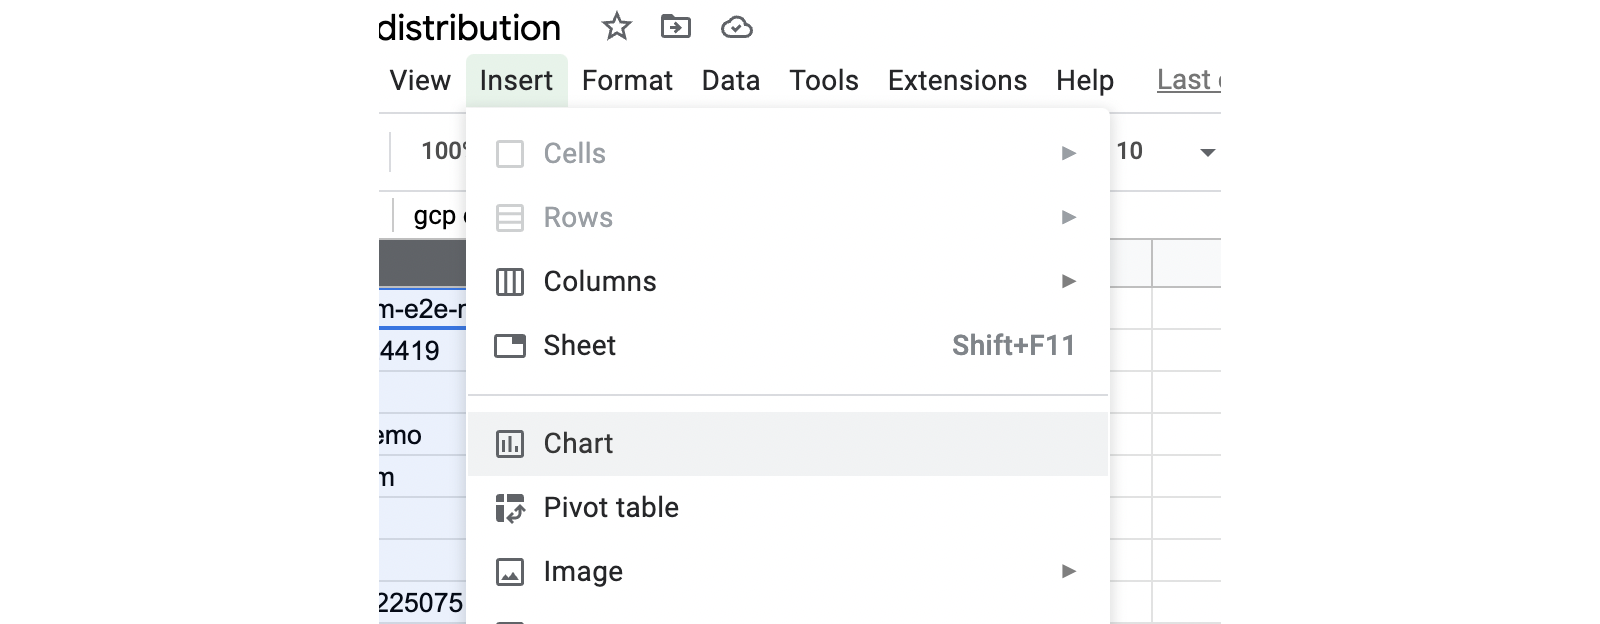 distribution
View Insert Format Data Tools Extensions Help Last
100% 10
gcp
Cells
Rows
Columns
Sheet Shift+F11
Chart
Pivot table
Image
m-e2e-
4419
emo
m
225075